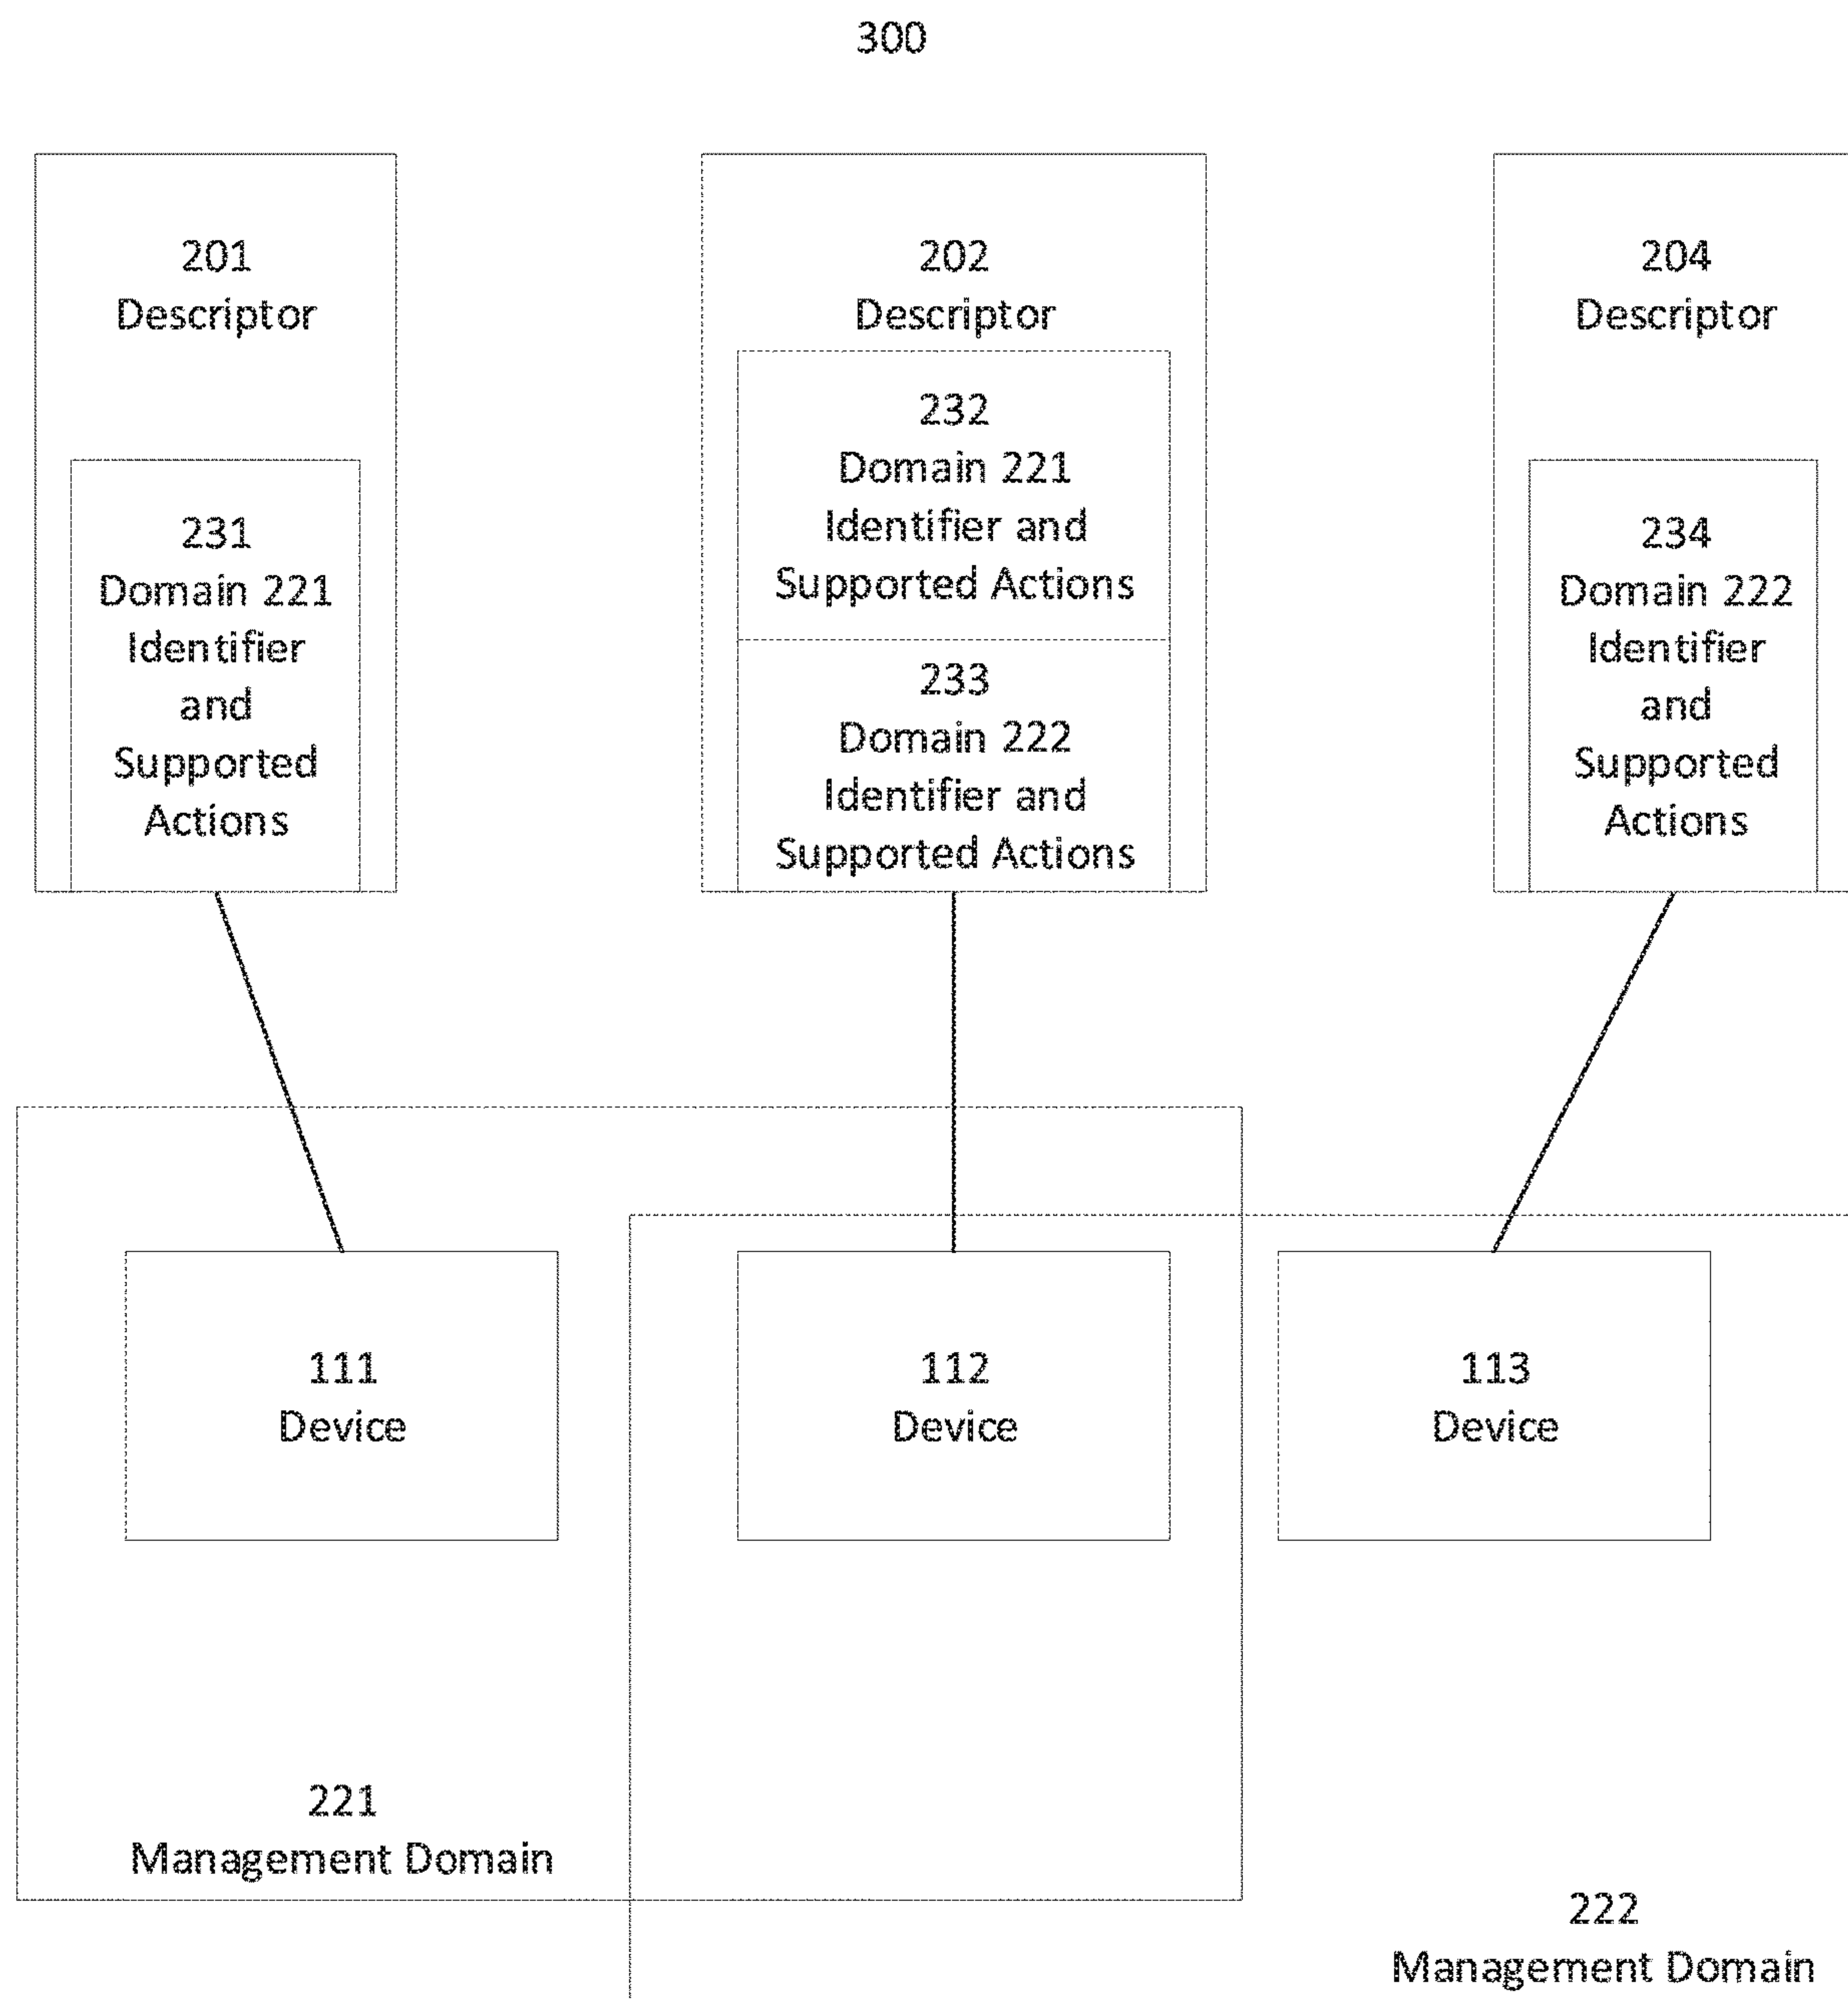 300
201
Descriptor
231
Domain 221
Identifier
and
Supported
Actions
202
Descriptor
232
Domain 221
Identifier and
Supported Actions
233
Domain 222
Identifier and
Supported Actions
204
Descriptor
234
Domain 222
Identifier
and
Supported
Actions
111
Device
112
Device
113
Device
221
Management Domain
222
Management Domain